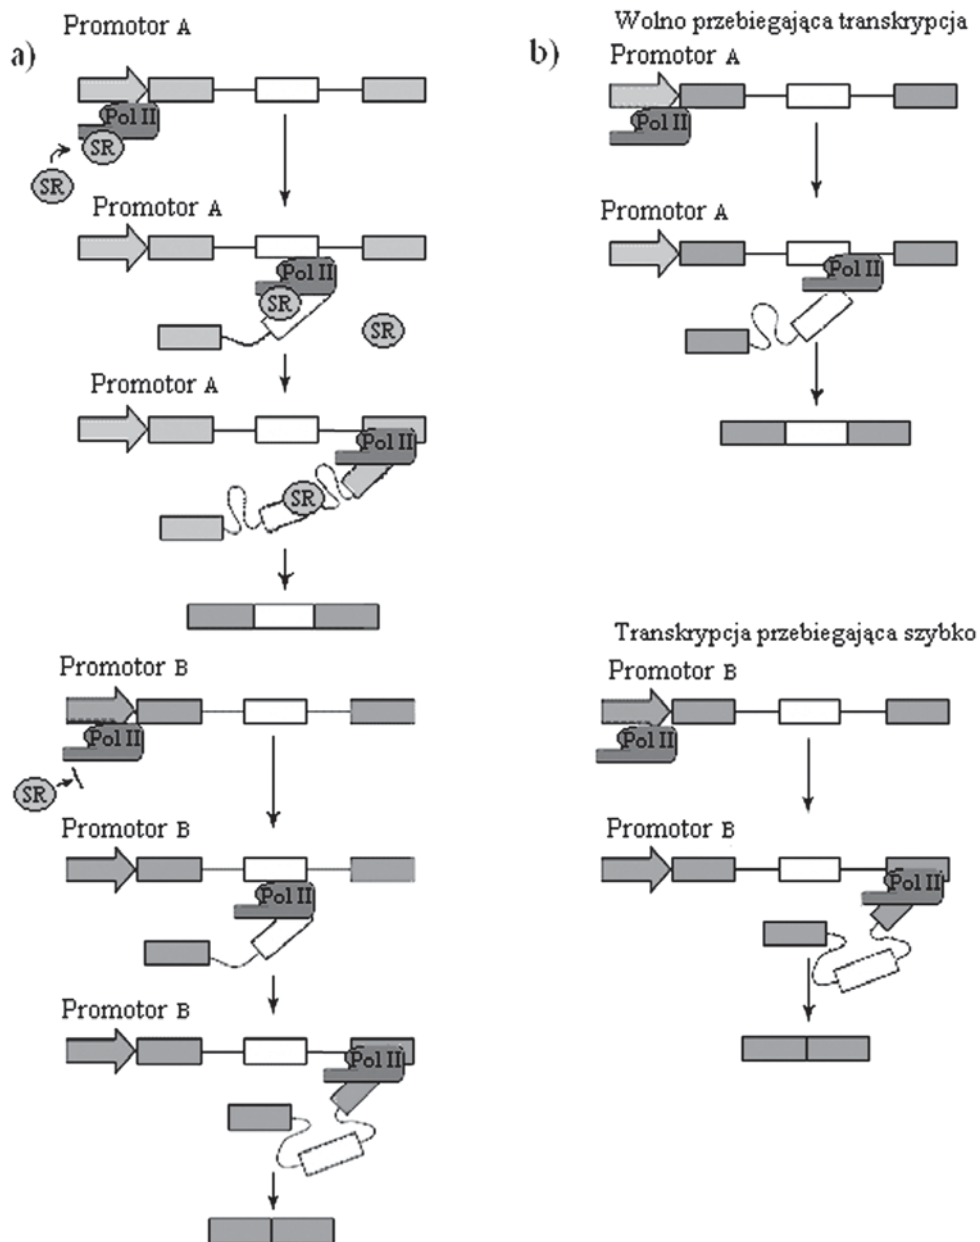 a)
Promotor A
Pol II
SR
SR
Promotor A
Pol II
SR
SR
Promotor A
Pol II
SR
Promotor B
Pol II
SR
Promotor B
Pol II
Promotor B
Pol II
b)
Wolno przebiegająca transkrypcja
Promotor A
Pol II
Promotor A
Pol II
Transkrypcja przebiegająca szybko
Promotor B
Pol II
Promotor B
Pol II